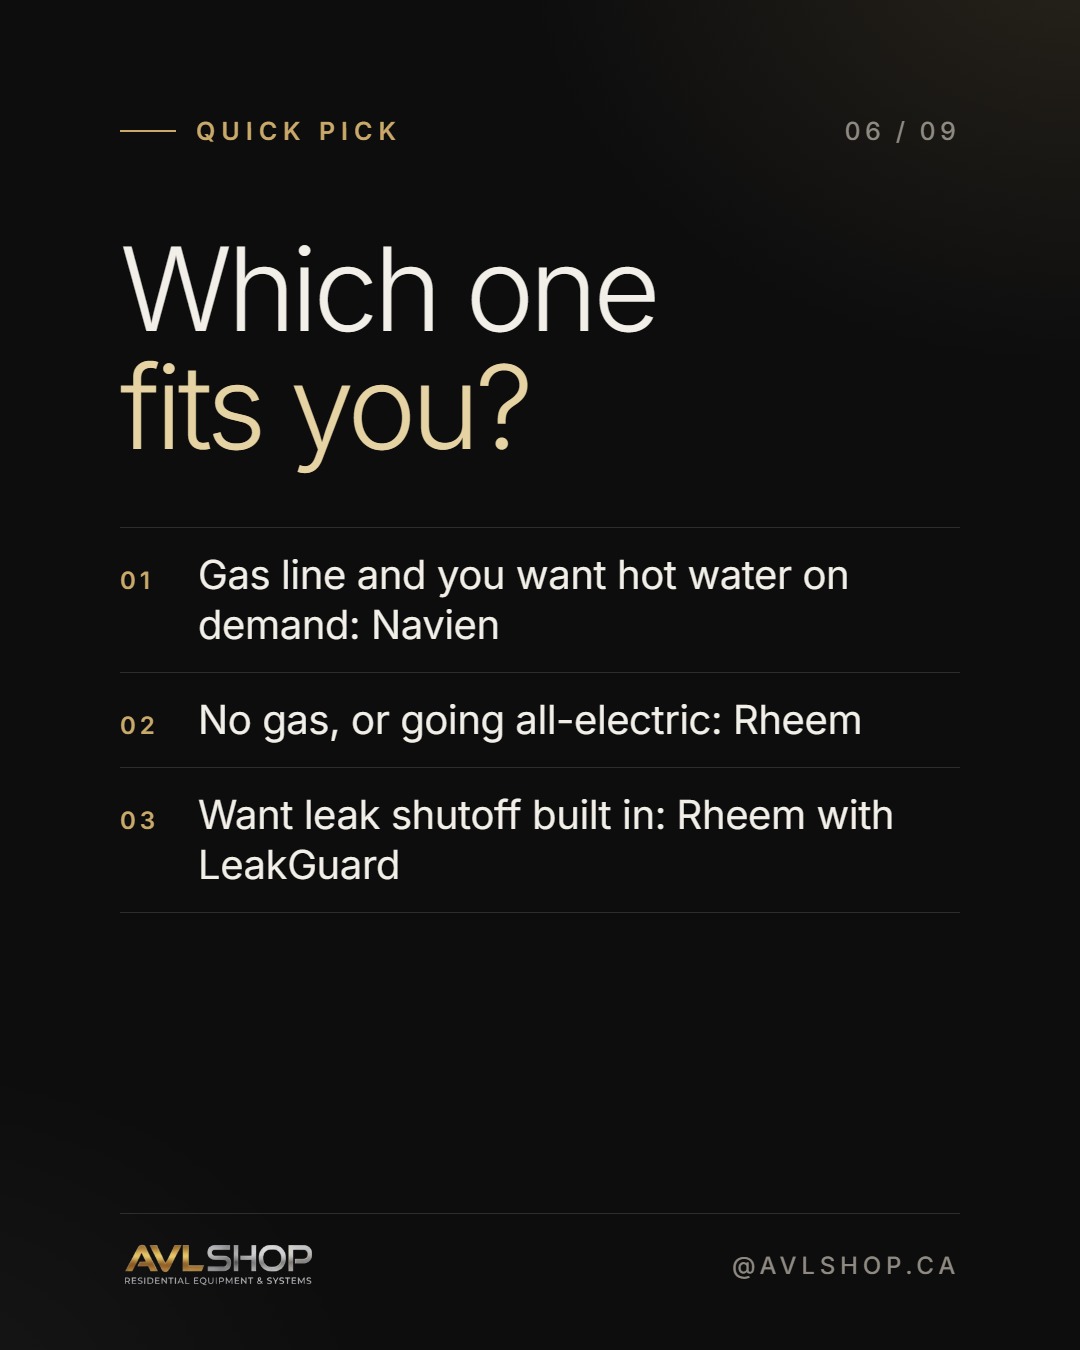 QUICK PICK
06 / 09
Which one
fits you?
01 Gas line and you want hot water on
demand: Navien
02 No gas, or going all-electric: Rheem
03 Want leak shutoff built in: Rheem with
LeakGuard
AVLSHOP
RESIDENTIAL EQUIPMENT & SYSTEMS
@AVLSHOP.CA